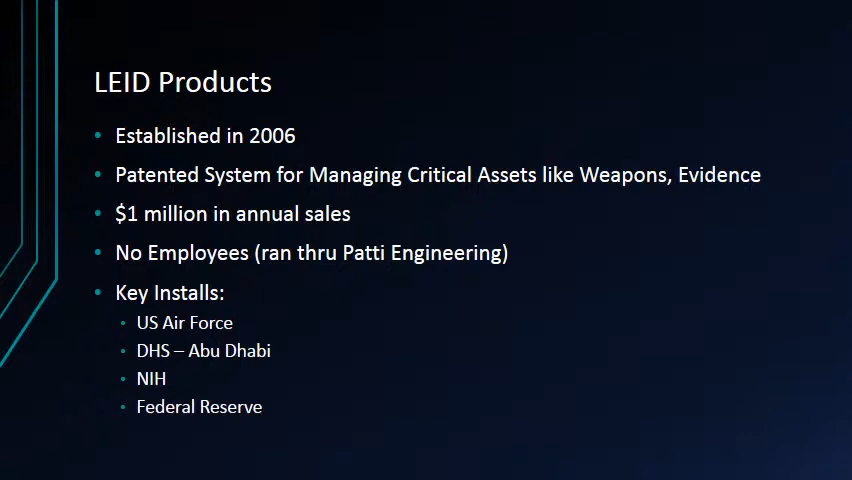 LEID Products
• Established in 2006
• Patented System for Managing Critical Assets like Weapons, Evidence
• $1 million in annual sales
• No Employees (ran thru Patti Engineering)
• Key Installs:
• US Air Force
• DHS – Abu Dhabi
• NIH
• Federal Reserve